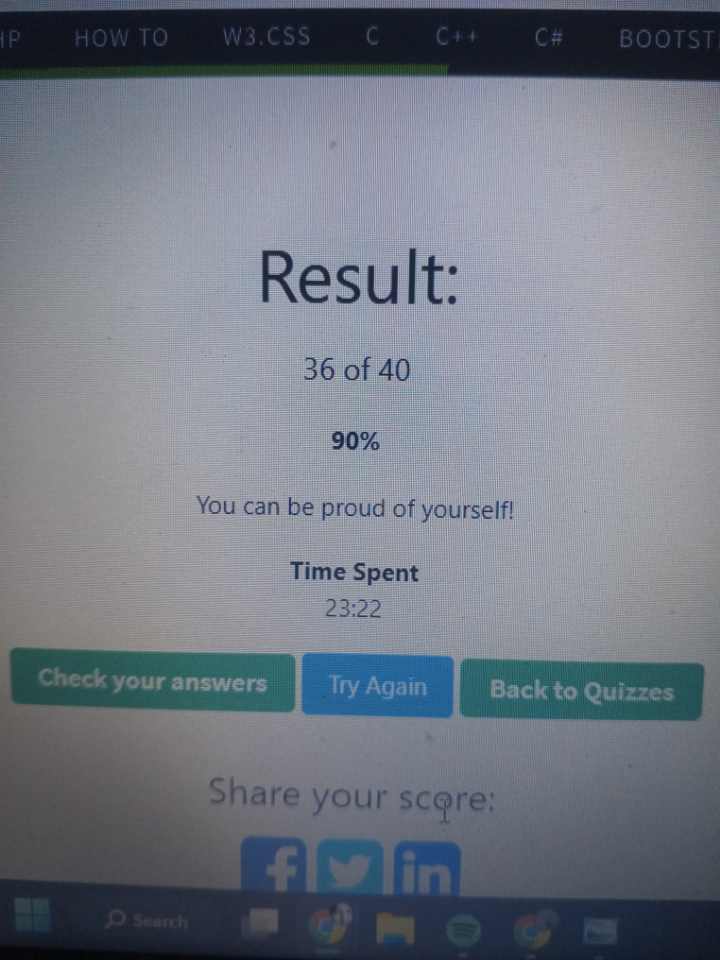 HP HOW TO W3.CSS C C++ C# BOOTST
Result:
36 of 40
90%
You can be proud of yourself!
Time Spent
23:22
Check your answers Try Again Back to Quizzes
Share your score:
f in
Search